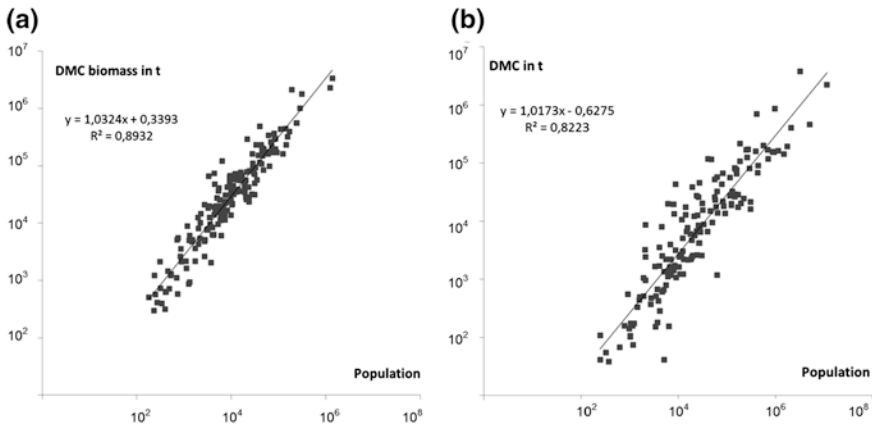 (a)
10⁷
DMC biomass in t
y = 1,0324x + 0,3393
R² = 0,8932
10⁶
10⁵
10⁴
10³
10²
Population
10² 10⁴ 10⁶ 10⁸
(b)
10⁷
DMC in t
y = 1,0173x - 0,6275
R² = 0,8223
10⁶
10⁵
10⁴
10³
10²
Population
10² 10⁴ 10⁶ 10⁸